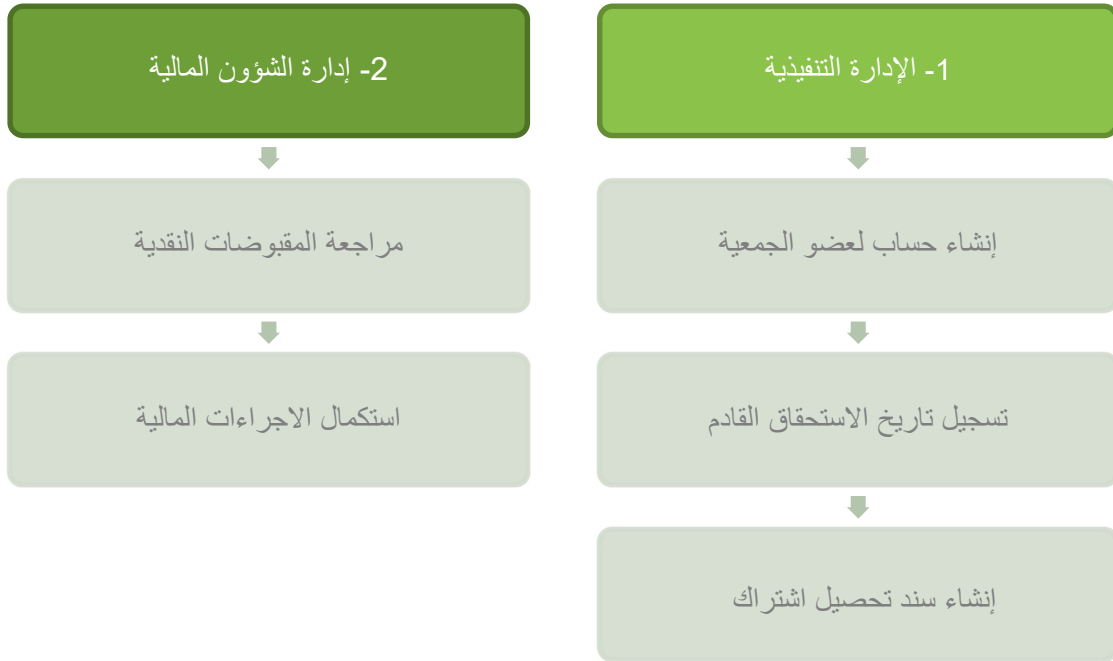 1- الإدارة التنفيذية
إنشاء حساب لعضو الجمعية
تسجيل تاريخ الاستحقاق القادم
إنشاء سند تحصيل اشتراك
2- إدارة الشؤون المالية
مراجعة المقبوضات النقدية
استكمال الاجراءات المالية